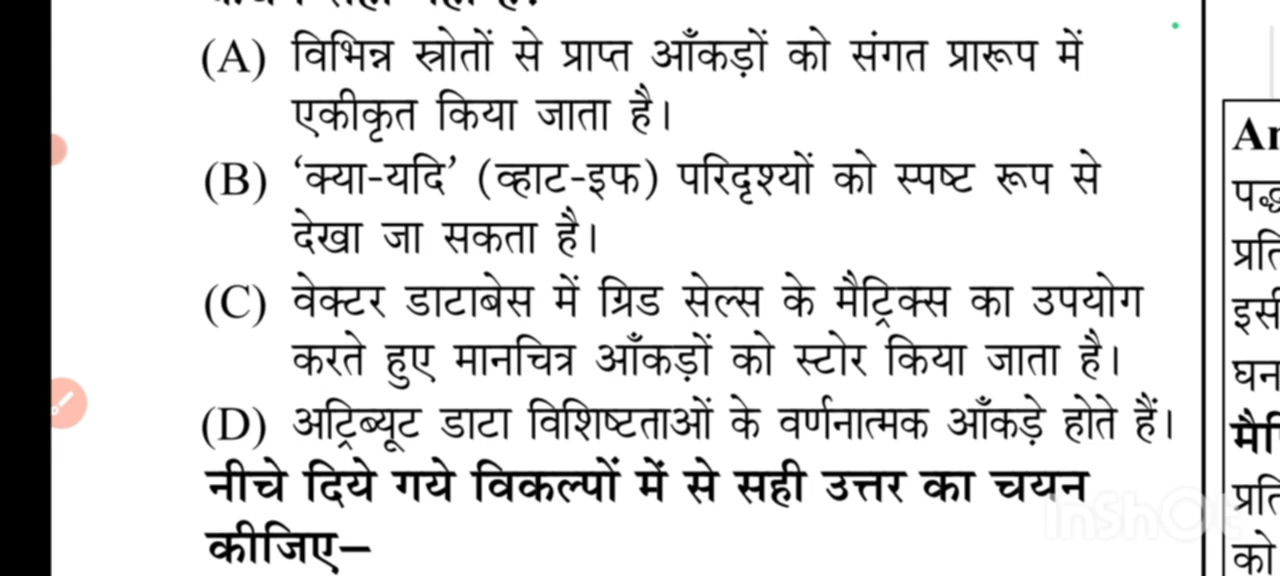 (A) विभिन्न स्रोतों से प्राप्त आँकड़ों को संगत प्रारूप में
एकीकृत किया जाता है।
(B) ‘क्या-यदि’ (व्हाट-इफ) परिदृश्यों को स्पष्ट रूप से
देखा जा सकता है।
(C) वेक्टर डाटाबेस में ग्रिड सेल्स के मैट्रिक्स का उपयोग
करते हुए मानचित्र आँकड़ों को स्टोर किया जाता है।
(D) अट्रिब्यूट डाटा विशिष्टताओं के वर्णनात्मक आँकड़े होते हैं।
नीचे दिये गये विकल्पों में से सही उत्तर का चयन
कीजिए–
InShOt